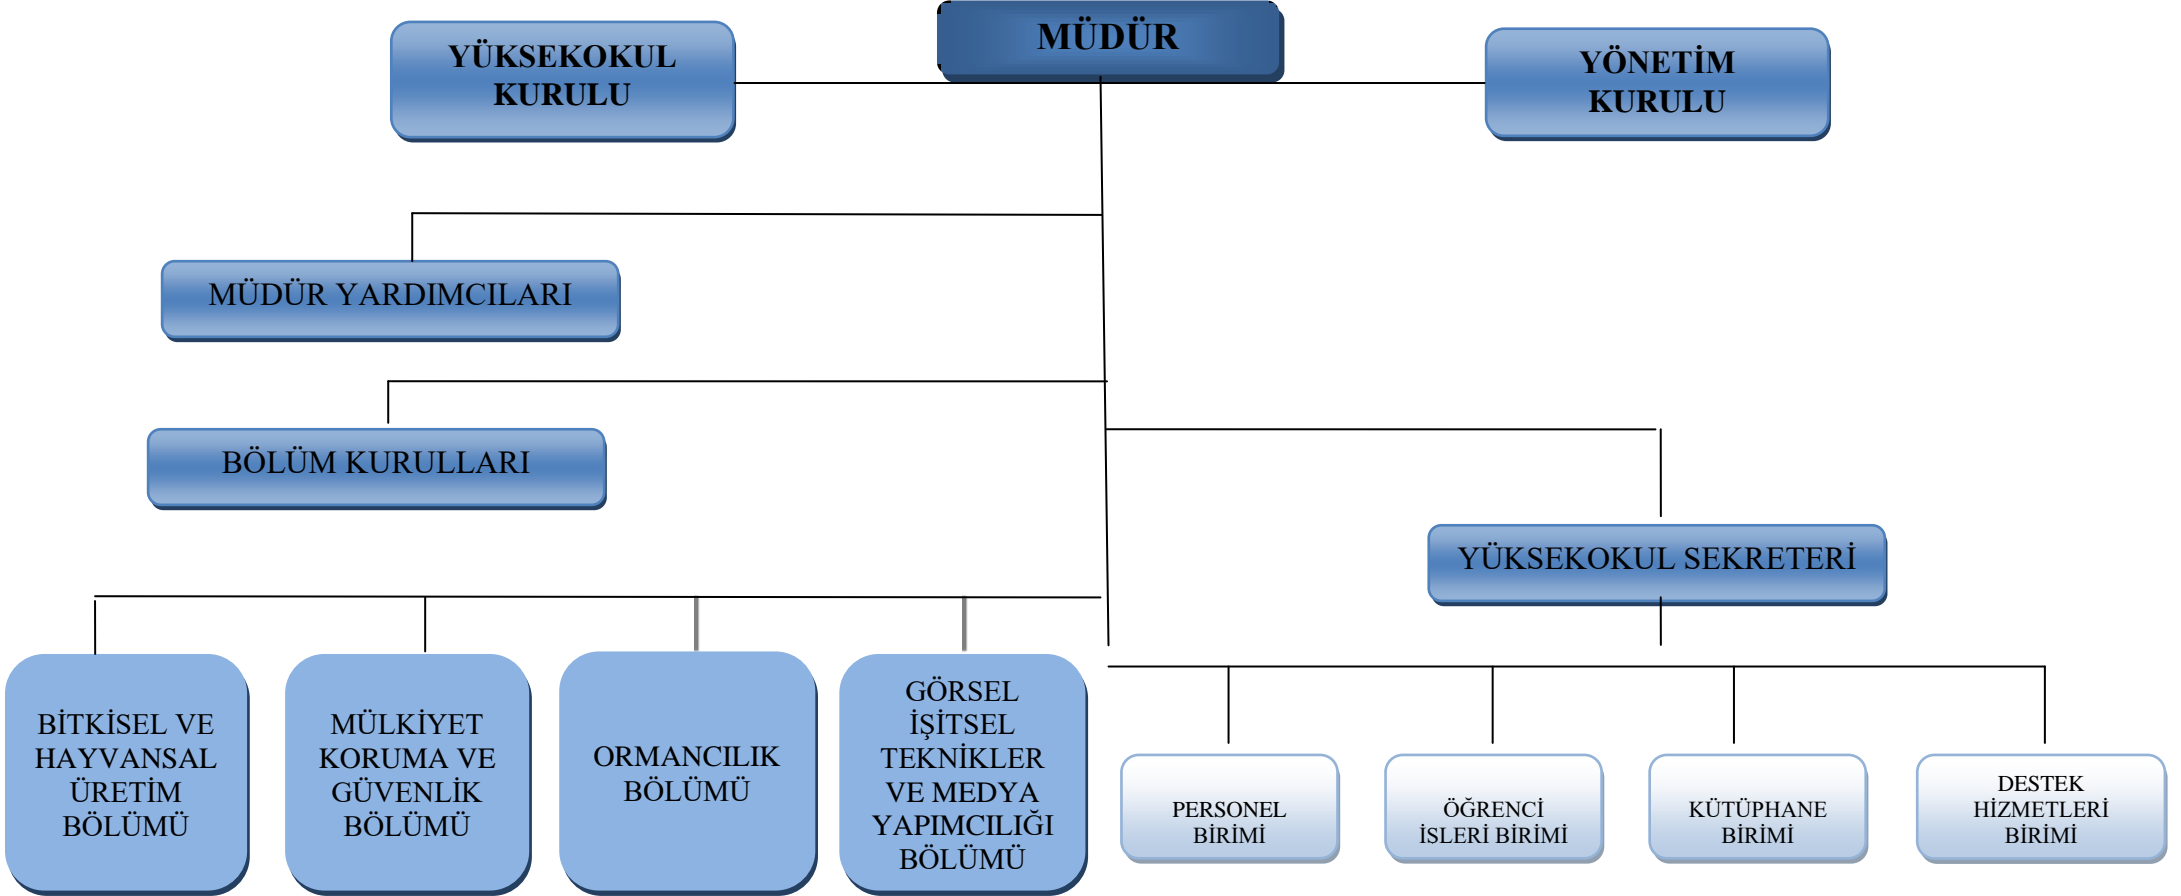 MÜDÜR
YÜKSEKOKUL
KURULU
YÖNETİM
KURULU
MÜDÜR YARDIMCILARI
BÖLÜM KURULLARI
YÜKSEKOKUL SEKRETERİ
BİTKİSEL VE
HAYVANSAL
ÜRETİM
BÖLÜMÜ
MÜLKİYET
KORUMA VE
GÜVENLİK
BÖLÜMÜ
ORMANCILIK
BÖLÜMÜ
GÖRSEL
İŞİTSEL
TEKNİKLER
VE MEDYA
YAPIMCILIĞI
BÖLÜMÜ
PERSONEL
BİRİMİ
ÖĞRENCİ
İSLERİ BİRİMİ
KÜTÜPHANE
BİRİMİ
DESTEK
HİZMETLERİ
BİRİMİ